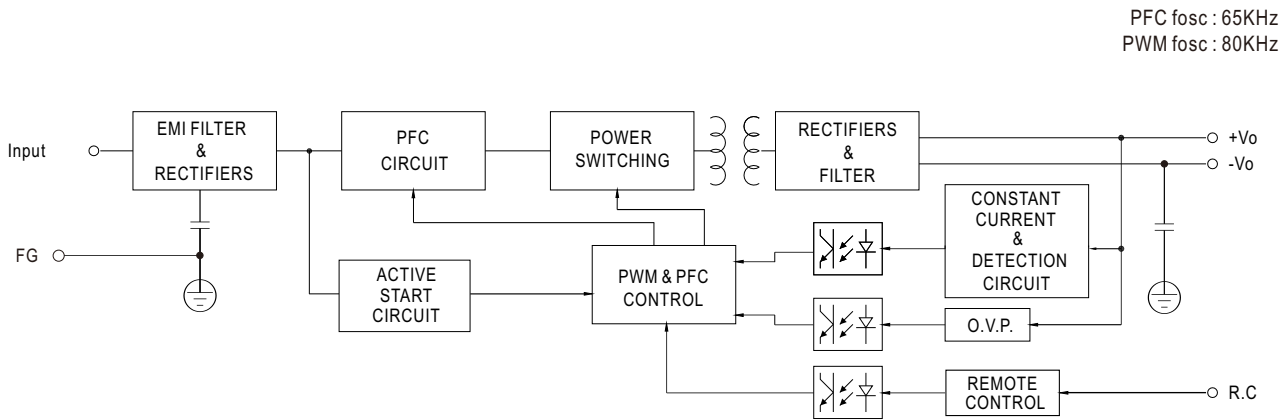 PFC fosc : 65KHz
PWM fosc : 80KHz
Input
EMI FILTER
&
RECTIFIERS
PFC
CIRCUIT
POWER
SWITCHING
RECTIFIERS
&
FILTER
+Vo
-Vo
FG
ACTIVE
START
CIRCUIT
PWM & PFC
CONTROL
CONSTANT
CURRENT
&
DETECTION
CIRCUIT
O.V.P.
REMOTE
CONTROL
R.C